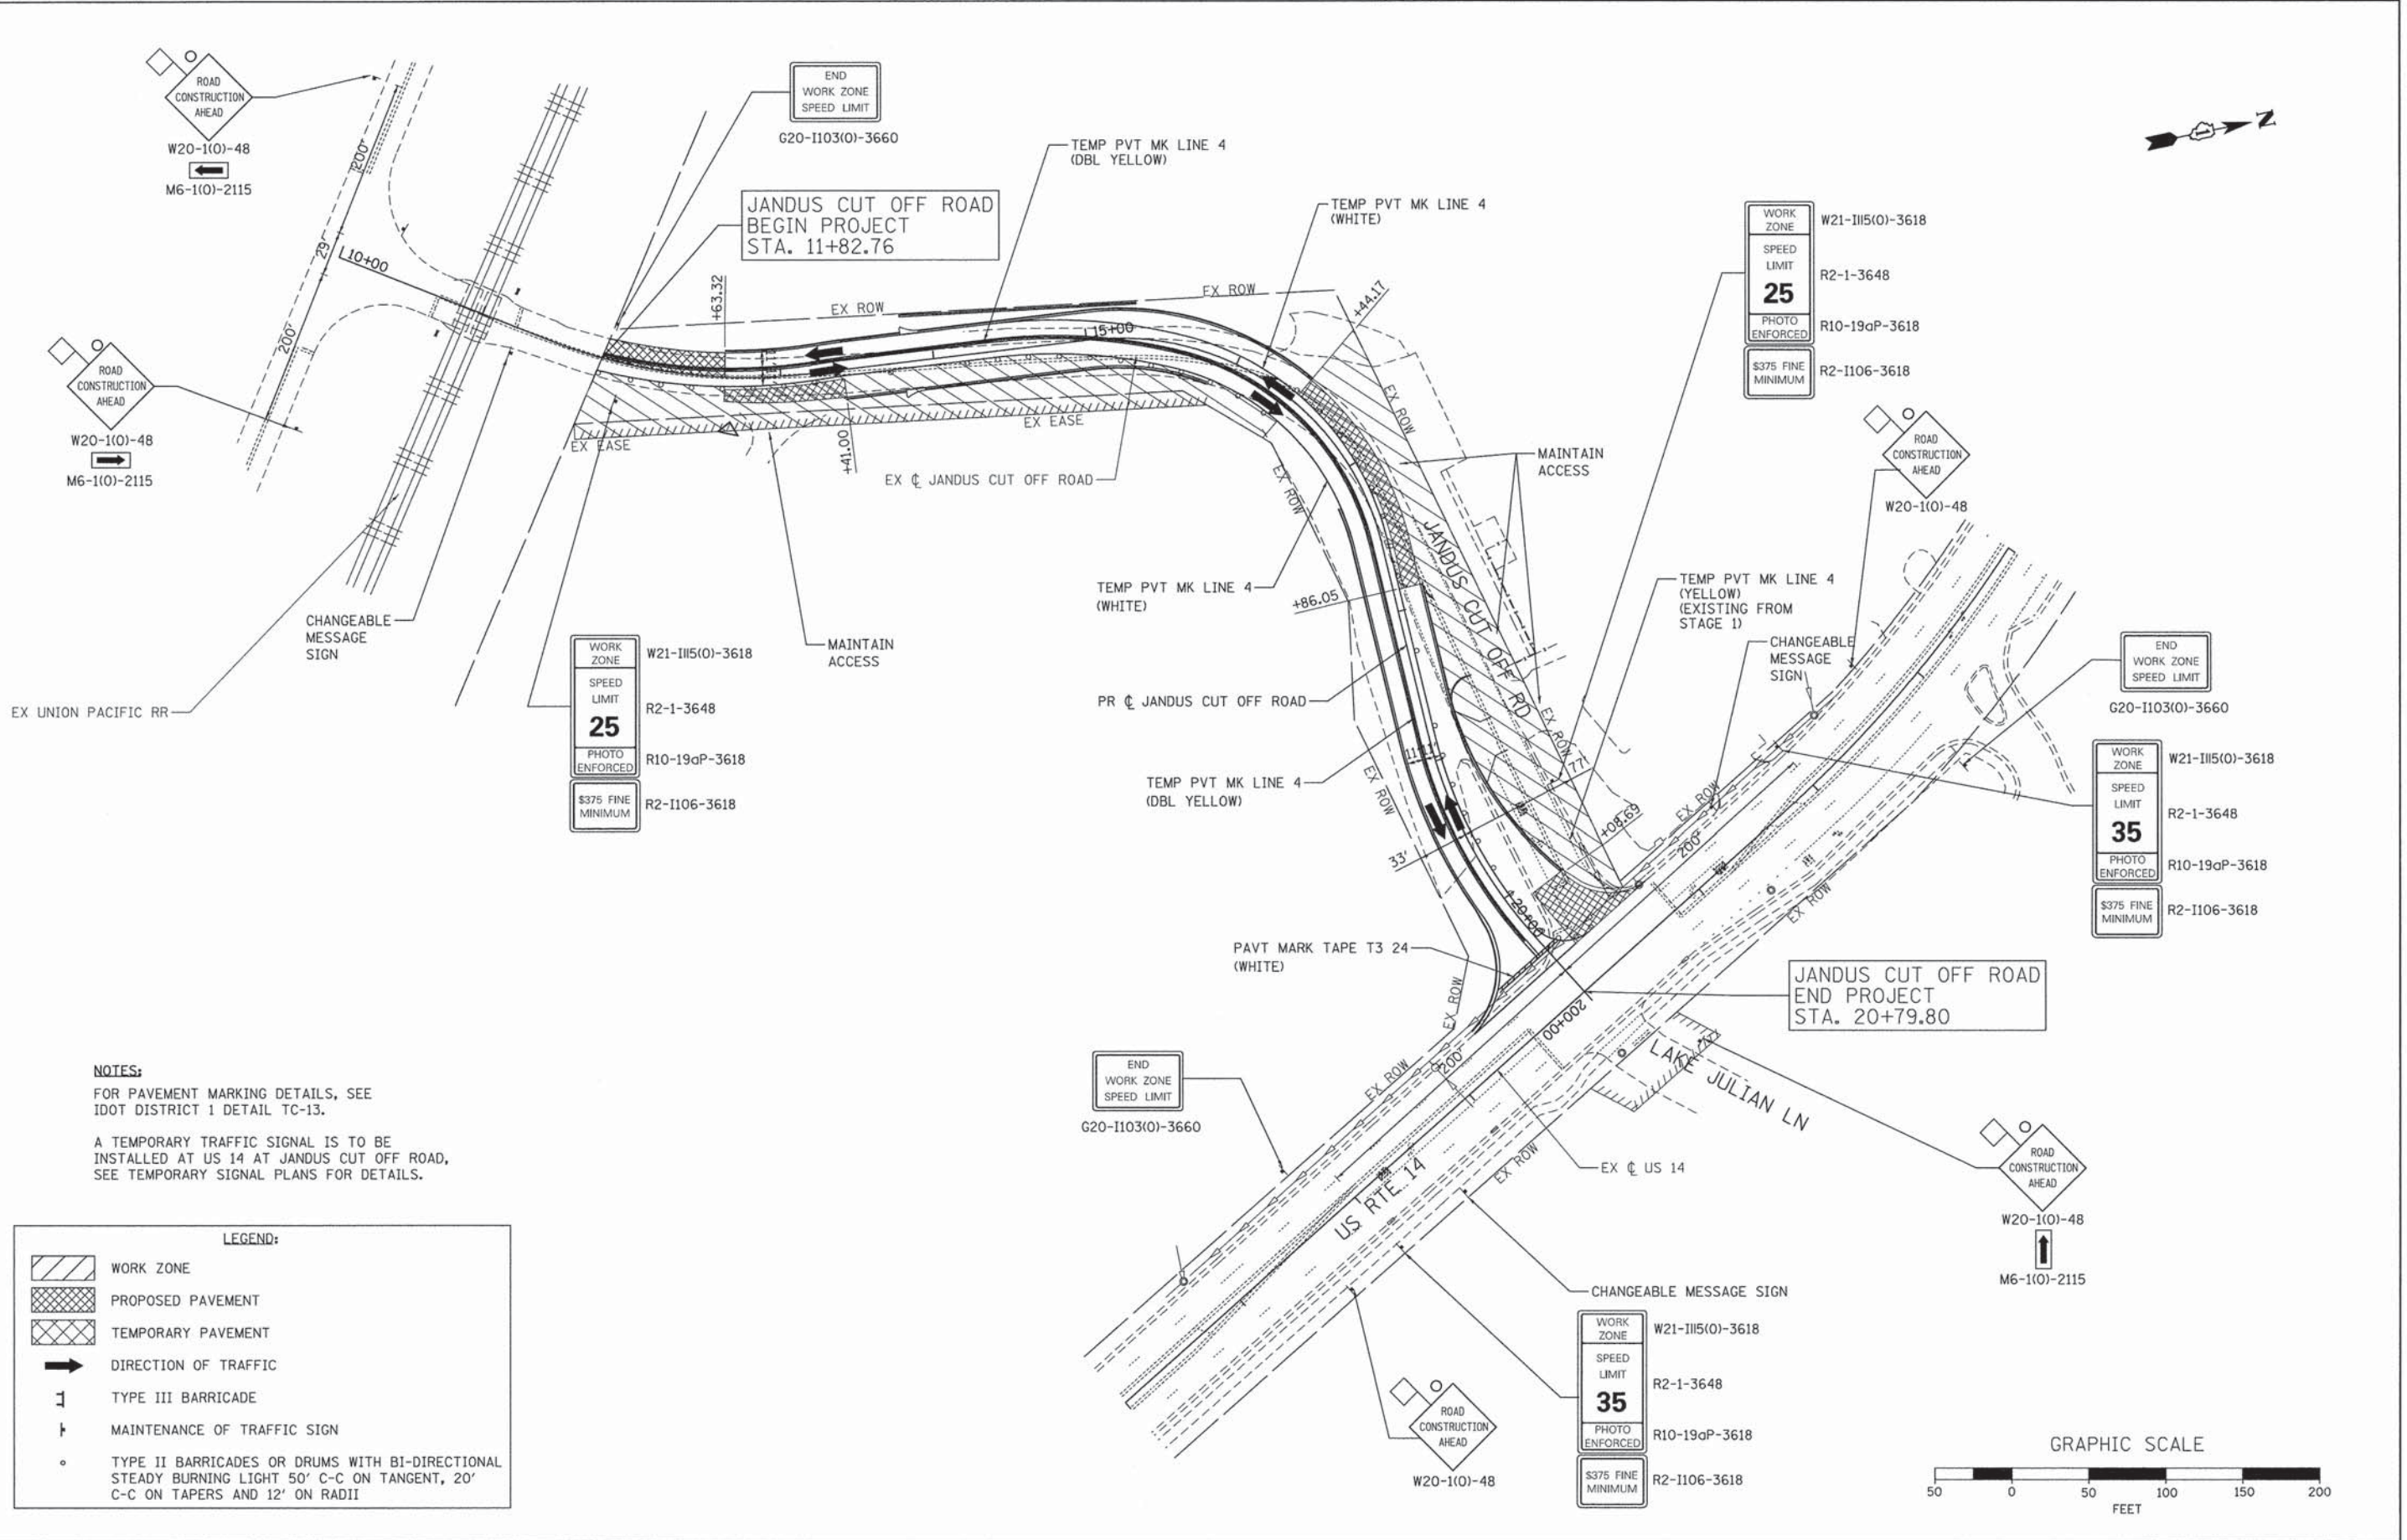 ROAD
CONSTRUCTION
AHEAD
W20-1(O)-48
M6-1(O)-2115
200'
29'
10+00
200'
ROAD
CONSTRUCTION
AHEAD
W20-1(O)-48
M6-1(O)-2115
END
WORK ZONE
SPEED LIMIT
G20-I103(O)-3660
JANDUS CUT OFF ROAD
BEGIN PROJECT
STA. 11+82.76
TEMP PVT MK LINE 4
(DBL YELLOW)
TEMP PVT MK LINE 4
(WHITE)
N
WORK
ZONE
SPEED
LIMIT
25
PHOTO
ENFORCED
$375 FINE
MINIMUM
W21-I115(O)-3618
R2-1-3648
R10-19aP-3618
R2-I106-3618
+63.32
EX ROW
EX ROW
15+00
+44.17
EX ROW
EX EASE
EX EASE
+41.00
EX ℄ JANDUS CUT OFF ROAD
EX ROW
MAINTAIN
ACCESS
ROAD
CONSTRUCTION
AHEAD
W20-1(O)-48
CHANGEABLE
MESSAGE
SIGN
EX UNION PACIFIC RR
WORK
ZONE
SPEED
LIMIT
25
PHOTO
ENFORCED
$375 FINE
MINIMUM
W21-I115(O)-3618
R2-1-3648
R10-19aP-3618
R2-I106-3618
MAINTAIN
ACCESS
TEMP PVT MK LINE 4
(WHITE)
+86.05
JANDUS CUT OFF RD
TEMP PVT MK LINE 4
(YELLOW)
(EXISTING FROM
STAGE 1)
CHANGEABLE
MESSAGE
SIGN
END
WORK ZONE
SPEED LIMIT
G20-I103(O)-3660
PR ℄ JANDUS CUT OFF ROAD
EX ROW
TEMP PVT MK LINE 4
(DBL YELLOW)
11'
11'
EX ROW
77'
33'
+08.69
EX ROW
200'
EX ROW
WORK
ZONE
SPEED
LIMIT
35
PHOTO
ENFORCED
$375 FINE
MINIMUM
W21-I115(O)-3618
R2-1-3648
R10-19aP-3618
R2-I106-3618
20+00
PAVT MARK TAPE T3 24
(WHITE)
EX ROW
200+00
JANDUS CUT OFF ROAD
END PROJECT
STA. 20+79.80
END
WORK ZONE
SPEED LIMIT
G20-I103(O)-3660
EX ROW
200'
LAKE JULIAN LN
EX ℄ US 14
EX ROW
US RTE 14
ROAD
CONSTRUCTION
AHEAD
W20-1(O)-48
M6-1(O)-2115
CHANGEABLE MESSAGE SIGN
WORK
ZONE
SPEED
LIMIT
35
PHOTO
ENFORCED
$375 FINE
MINIMUM
W21-I115(O)-3618
R2-1-3648
R10-19aP-3618
R2-I106-3618
ROAD
CONSTRUCTION
AHEAD
W20-1(O)-48
NOTES:
FOR PAVEMENT MARKING DETAILS, SEE
IDOT DISTRICT 1 DETAIL TC-13.
A TEMPORARY TRAFFIC SIGNAL IS TO BE
INSTALLED AT US 14 AT JANDUS CUT OFF ROAD,
SEE TEMPORARY SIGNAL PLANS FOR DETAILS.
LEGEND:
WORK ZONE
PROPOSED PAVEMENT
TEMPORARY PAVEMENT
DIRECTION OF TRAFFIC
TYPE III BARRICADE
MAINTENANCE OF TRAFFIC SIGN
TYPE II BARRICADES OR DRUMS WITH BI-DIRECTIONAL
STEADY BURNING LIGHT 50' C-C ON TANGENT, 20'
C-C ON TAPERS AND 12' ON RADII
GRAPHIC SCALE
50 0 50 100 150 200
FEET